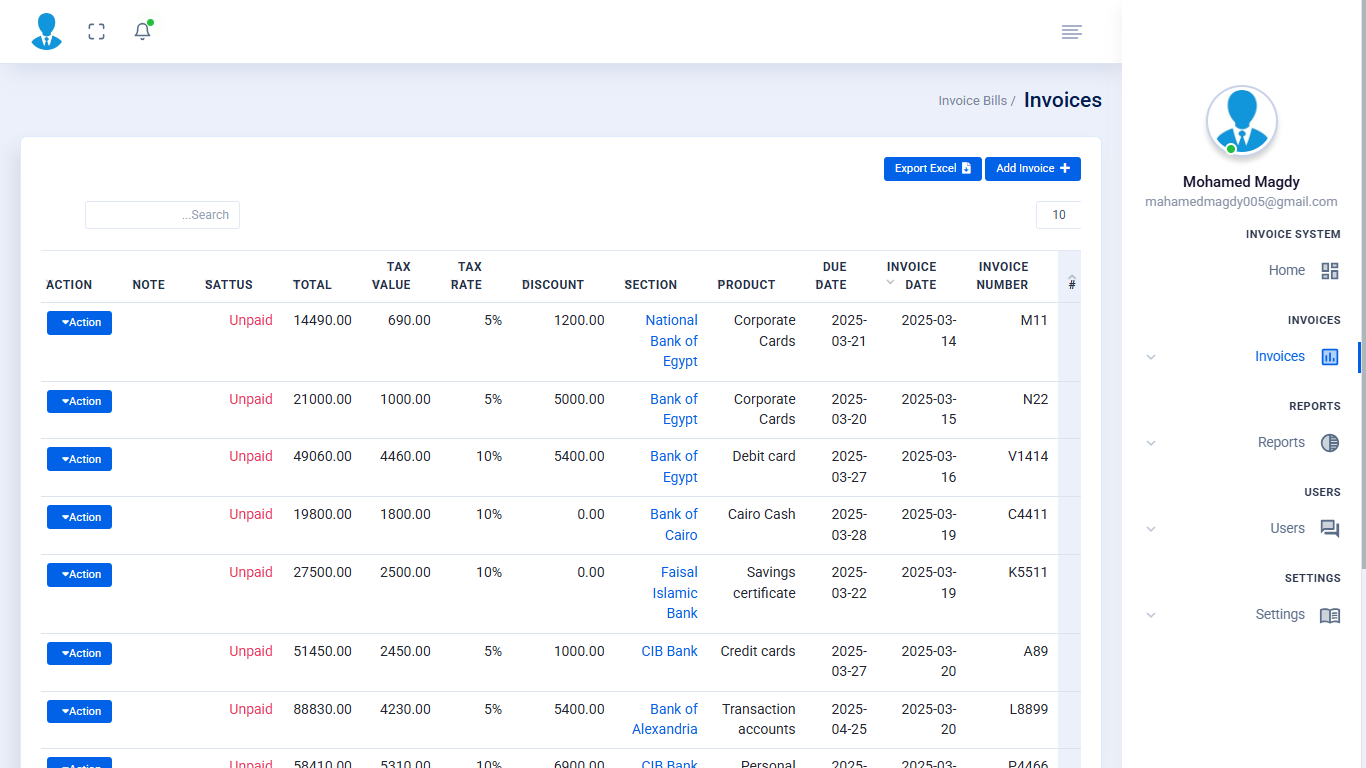 Invoice Bills / Invoices
Export Excel
Add Invoice
...Search
10
ACTION NOTE SATTUS TOTAL TAX VALUE TAX RATE DISCOUNT SECTION PRODUCT DUE DATE INVOICE DATE INVOICE NUMBER #
Action Unpaid 14490.00 690.00 5% 1200.00 National Bank of Egypt Corporate Cards 2025-03-21 2025-03-14 M11
Action Unpaid 21000.00 1000.00 5% 5000.00 Bank of Egypt Corporate Cards 2025-03-20 2025-03-15 N22
Action Unpaid 49060.00 4460.00 10% 5400.00 Bank of Egypt Debit card 2025-03-27 2025-03-16 V1414
Action Unpaid 19800.00 1800.00 10% 0.00 Bank of Cairo Cairo Cash 2025-03-28 2025-03-19 C4411
Action Unpaid 27500.00 2500.00 10% 0.00 Faisal Islamic Bank Savings certificate 2025-03-22 2025-03-19 K5511
Action Unpaid 51450.00 2450.00 5% 1000.00 CIB Bank Credit cards 2025-03-27 2025-03-20 A89
Action Unpaid 88830.00 4230.00 5% 5400.00 Bank of Alexandria Transaction accounts 2025-04-25 2025-03-20 L8899
Action Unpaid 58410.00 5310.00 10% 6900.00 CIB Bank Personal 2025- 2025-03- P4466
Mohamed Magdy
mahamedmagdy005@gmail.com
INVOICE SYSTEM
Home
INVOICES
Invoices
REPORTS
Reports
USERS
Users
SETTINGS
Settings